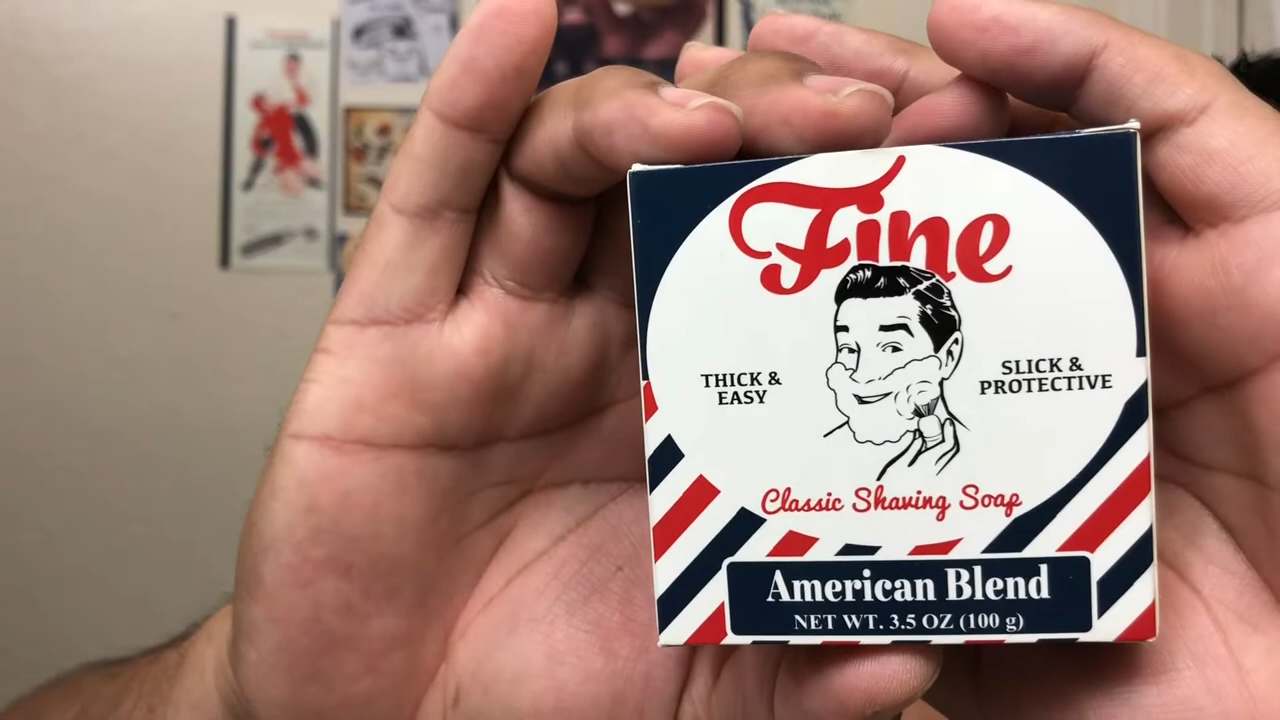 Fine
THICK &
EASY
SLICK &
PROTECTIVE
Classic Shaving Soap
American Blend
NET WT. 3.5 OZ (100 g)